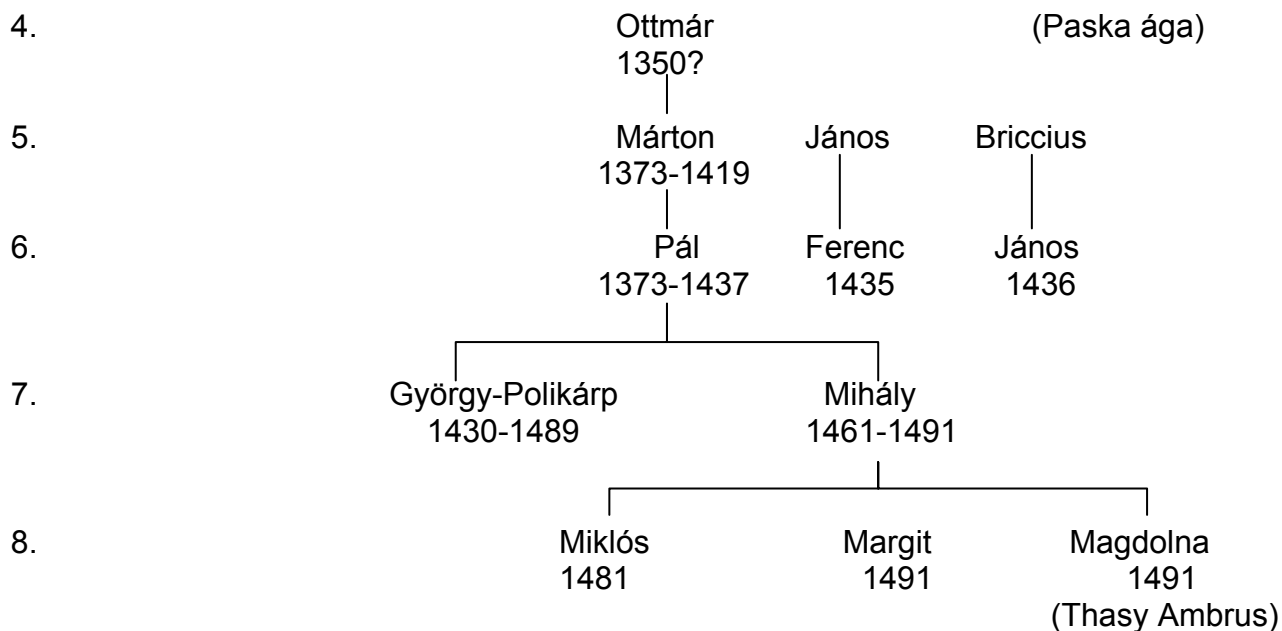 4. Ottmár (Paska ága)
1350?
5. Márton János Briccius
1373-1419
6. Pál Ferenc János
1373-1437 1435 1436
7. György-Polikárp Mihály
1430-1489 1461-1491
8. Miklós Margit Magdolna
1481 1491 1491
(Thasy Ambrus)